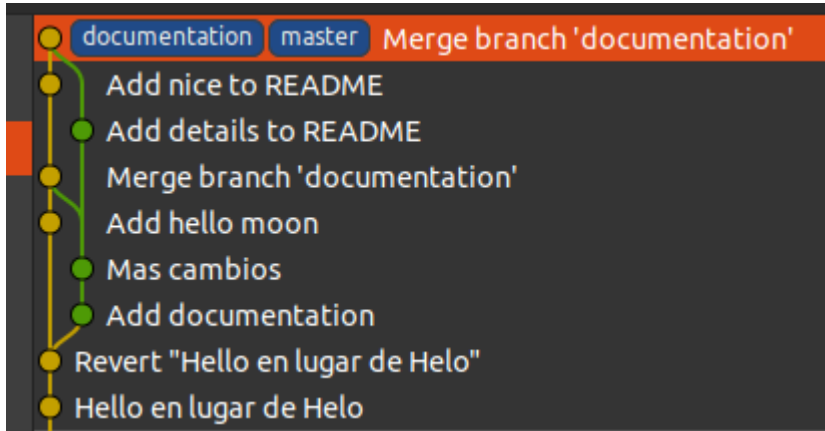 documentation master Merge branch 'documentation'
Add nice to README
Add details to README
Merge branch 'documentation'
Add hello moon
Mas cambios
Add documentation
Revert "Hello en lugar de Helo"
Hello en lugar de Helo